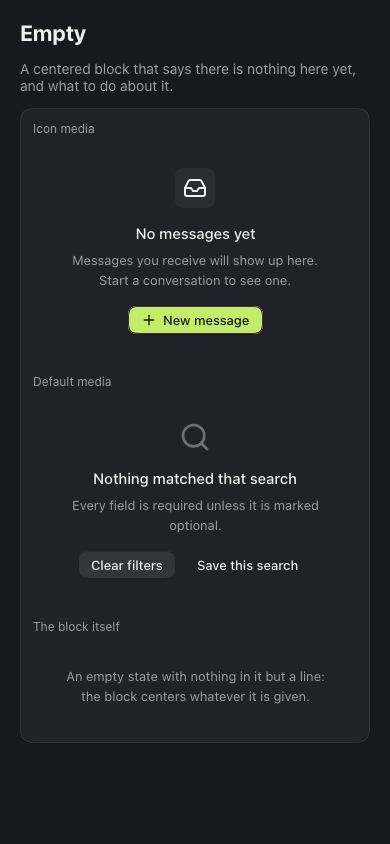 Empty
A centered block that says there is nothing here yet,
and what to do about it.
Icon media
No messages yet
Messages you receive will show up here.
Start a conversation to see one.
New message
Default media
Nothing matched that search
Every field is required unless it is marked
optional.
Clear filters
Save this search
The block itself
An empty state with nothing in it but a line:
the block centers whatever it is given.